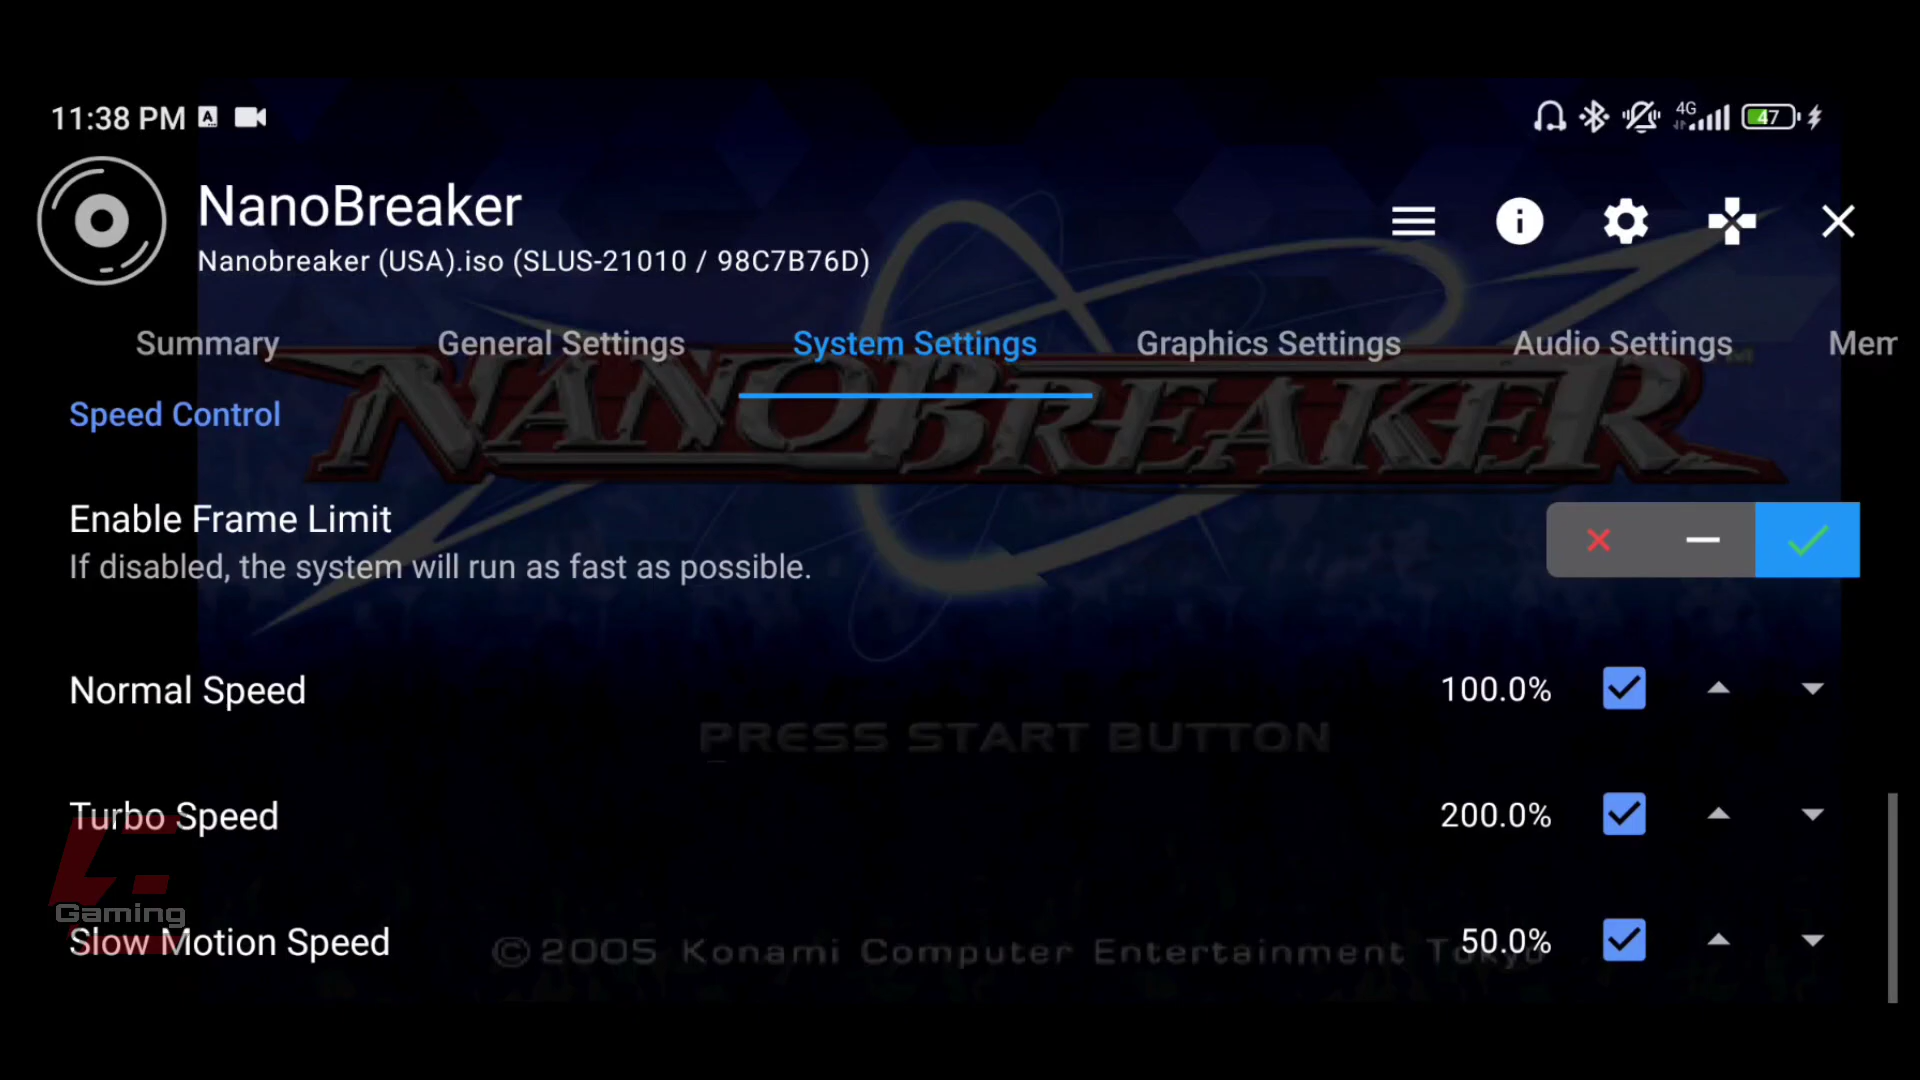 11:38 PM A 4G 47
NanoBreaker
Nanobreaker (USA).iso (SLUS-21010 / 98C7B76D)
Summary General Settings System Settings Graphics Settings Audio Settings Mem
NANOBREAKER TM
Speed Control
Enable Frame Limit
If disabled, the system will run as fast as possible.
Normal Speed 100.0%
PRESS START BUTTON
Turbo Speed 200.0%
Gaming
Slow Motion Speed 50.0%
©2005 Konami Computer Entertainment Tokyo